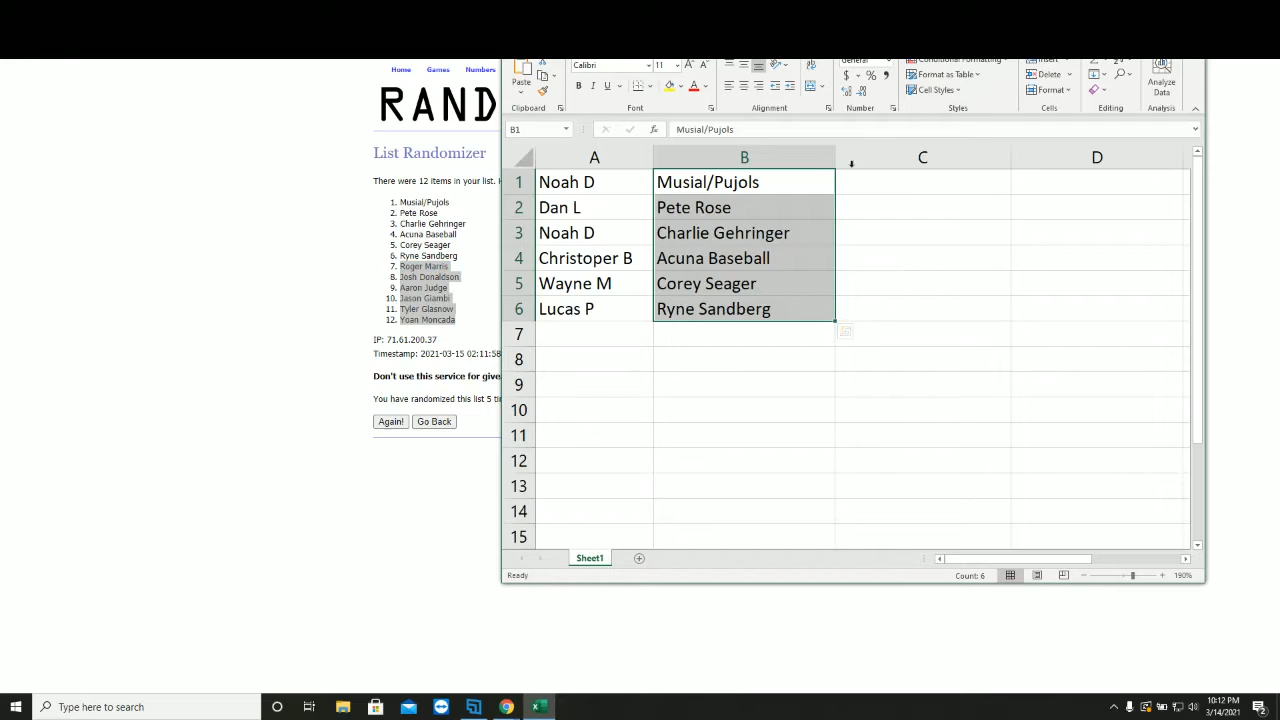 Home Games Numbers
RAND
List Randomizer
There were 12 items in your list. H
1. Musial/Pujols
2. Pete Rose
3. Charlie Gehringer
4. Acuna Baseball
5. Corey Seager
6. Ryne Sandberg
7. Roger Marris
8. Josh Donaldson
9. Aaron Judge
10. Jason Giambi
11. Tyler Glasnow
12. Yoan Moncada
IP: 71.61.200.37
Timestamp: 2021-03-15 02:11:58
Don't use this service for give
You have randomized this list 5 ti
Again! Go Back
Calibri 11 General Conditional Formatting Insert
Paste B I U $ % Format as Table Delete Analyze
Cell Styles Format Data
Clipboard Font Alignment Number Styles Cells Editing Analysis
B1 fx Musial/Pujols
A B C D
1 Noah D Musial/Pujols
2 Dan L Pete Rose
3 Noah D Charlie Gehringer
4 Christoper B Acuna Baseball
5 Wayne M Corey Seager
6 Lucas P Ryne Sandberg
7
8
9
10
11
12
13
14
15
Sheet1
Ready Count: 6 190%
Type here to search
10:12 PM
3/14/2021
2